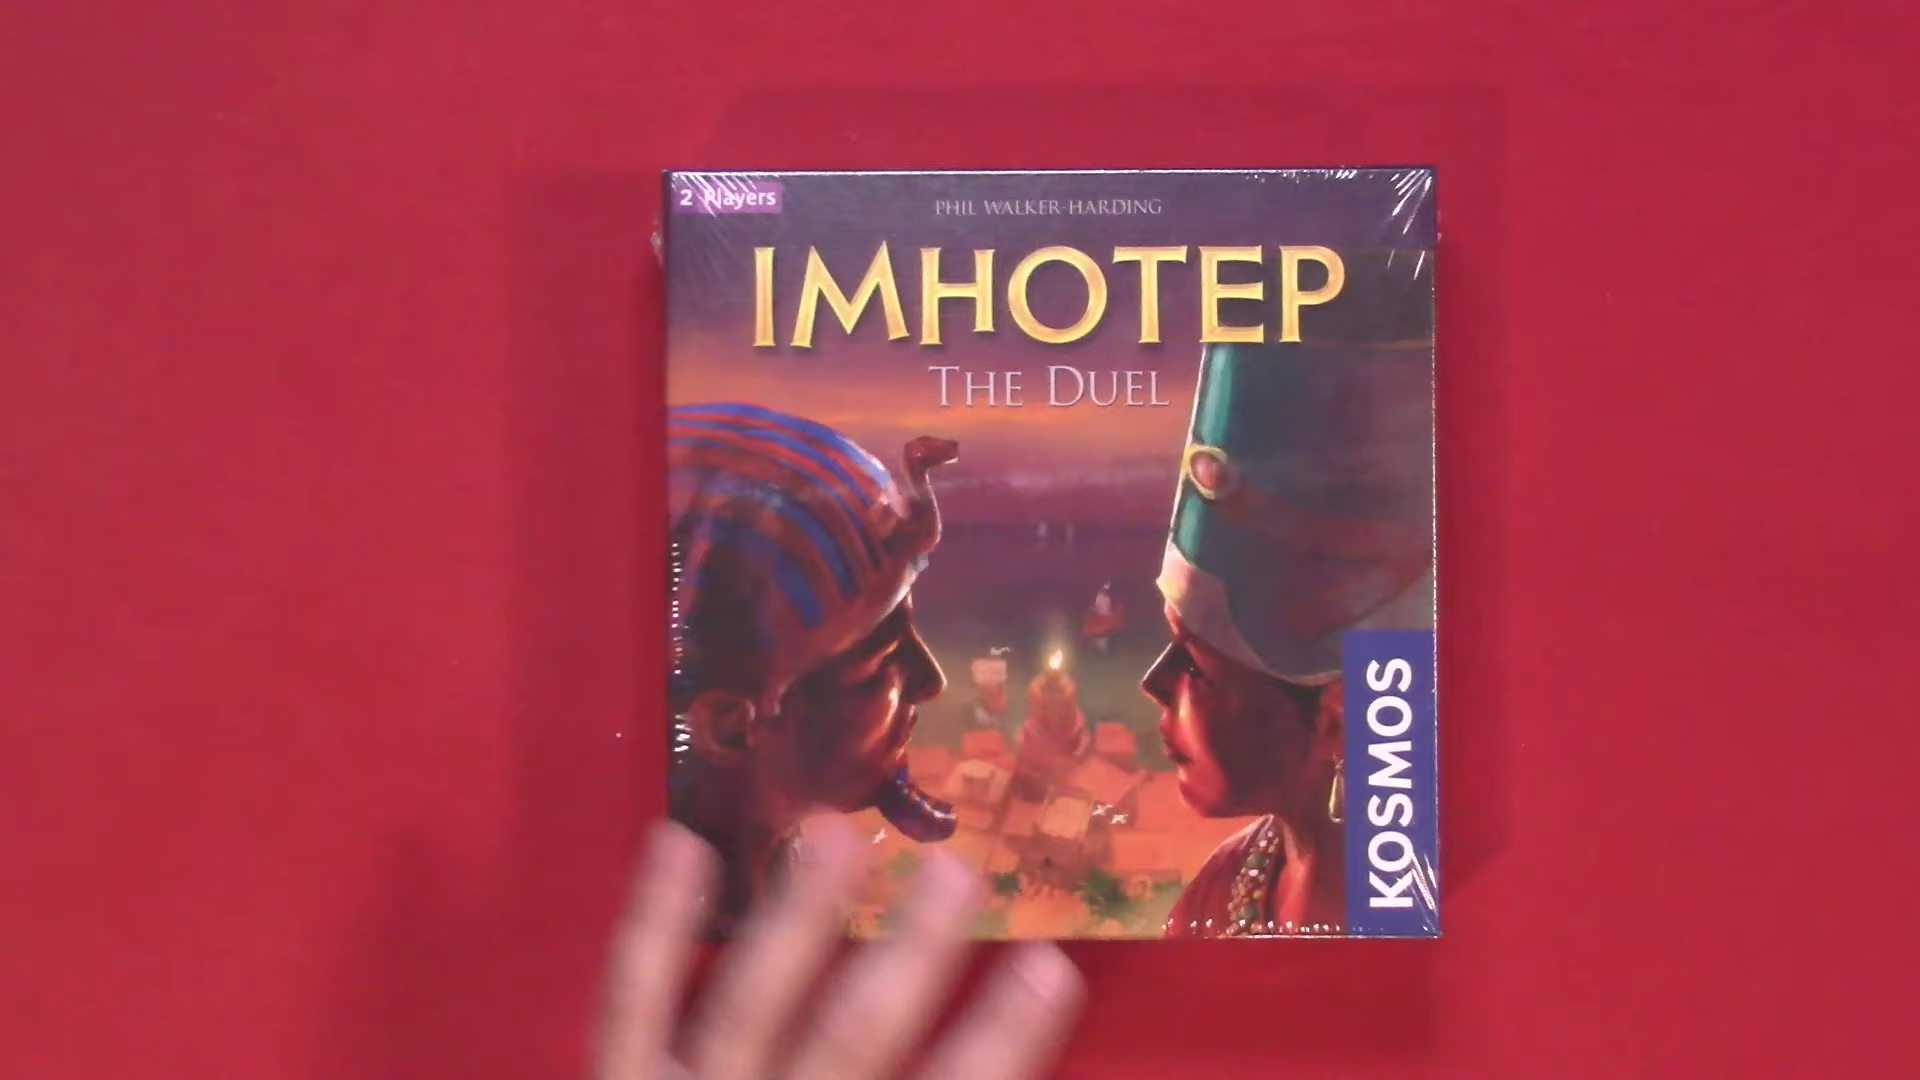 2 Players
PHIL WALKER-HARDING
IMHOTEP
THE DUEL
KOSMOS